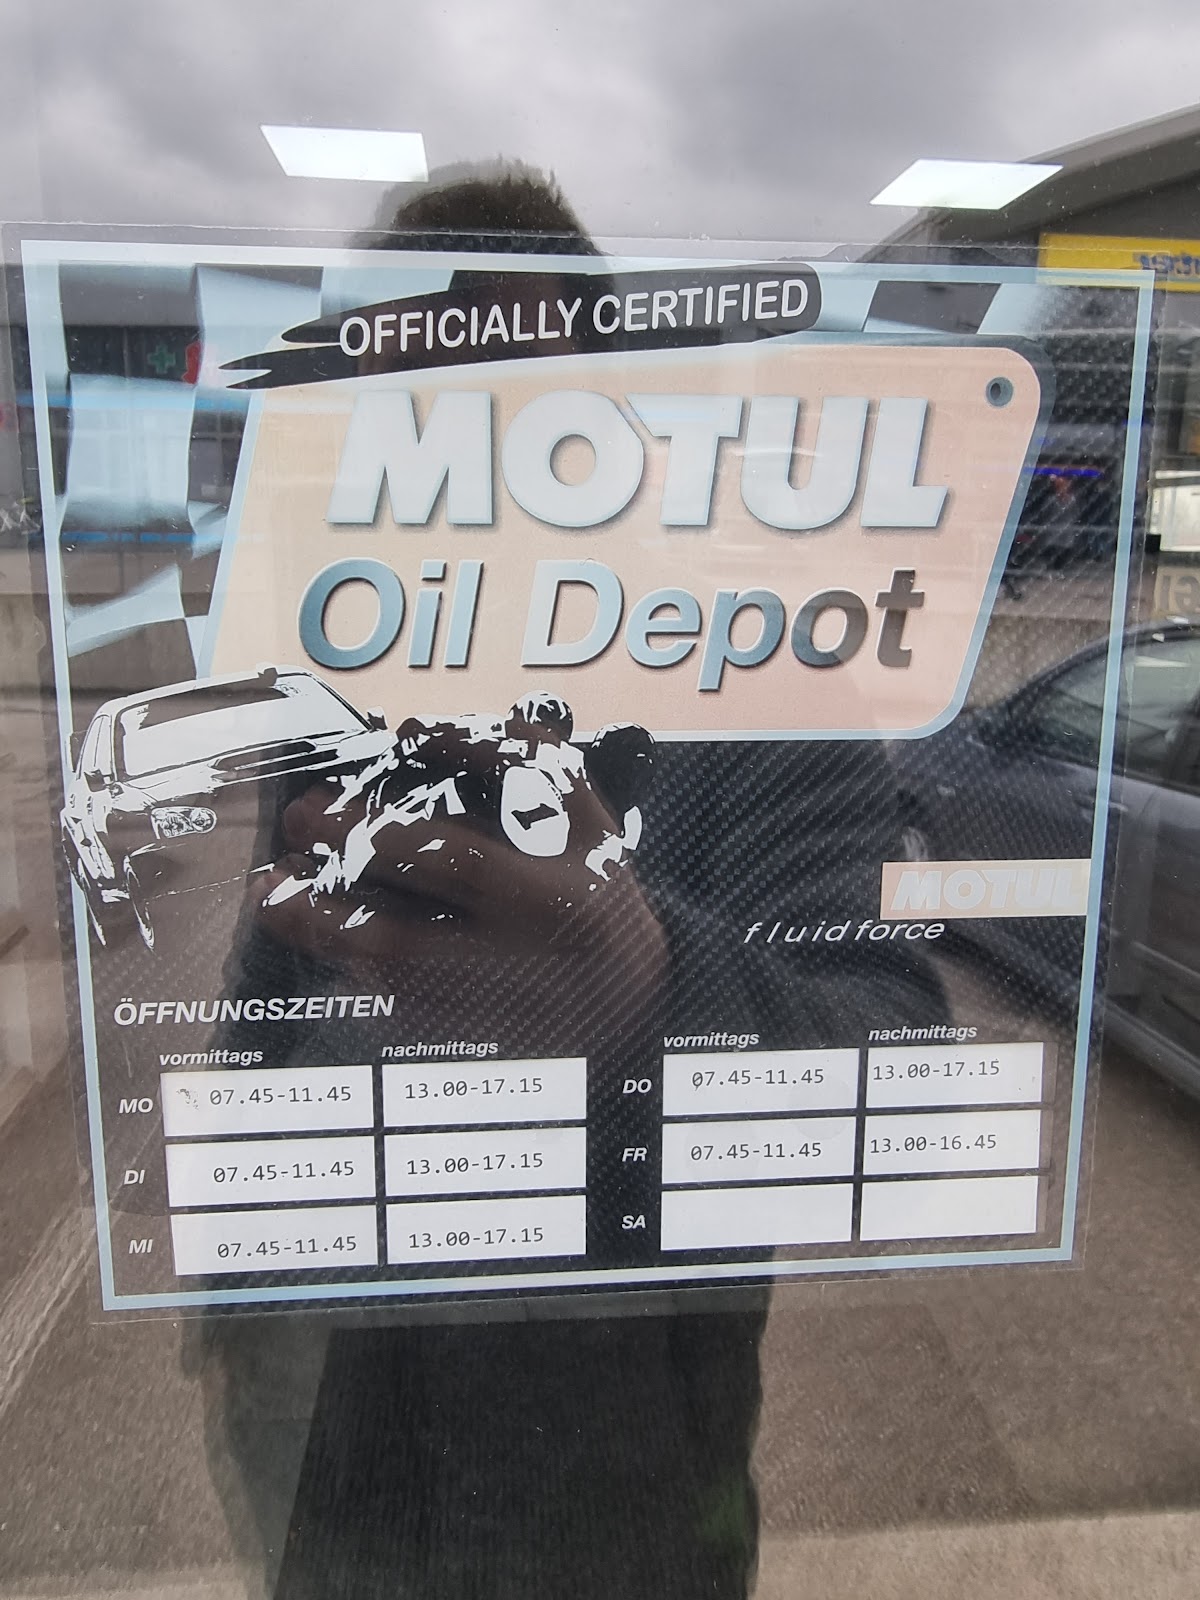 OFFICIALLY CERTIFIED
MOTUL
Oil Depot
MOTUL
fluid force
ÖFFNUNGSZEITEN
vormittags nachmittags
MO 07.45-11.45 13.00-17.15
DI 07.45-11.45 13.00-17.15
MI 07.45-11.45 13.00-17.15
vormittags nachmittags
DO 07.45-11.45 13.00-17.15
FR 07.45-11.45 13.00-16.45
SA